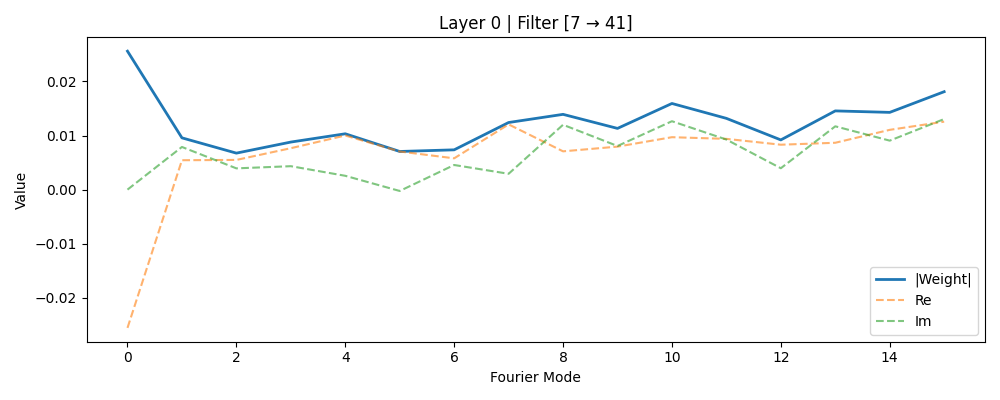 Layer 0 | Filter [7 → 41]
Value
0.02
0.01
0.00
−0.01
−0.02
|Weight|
Re
Im
0 2 4 6 8 10 12 14
Fourier Mode